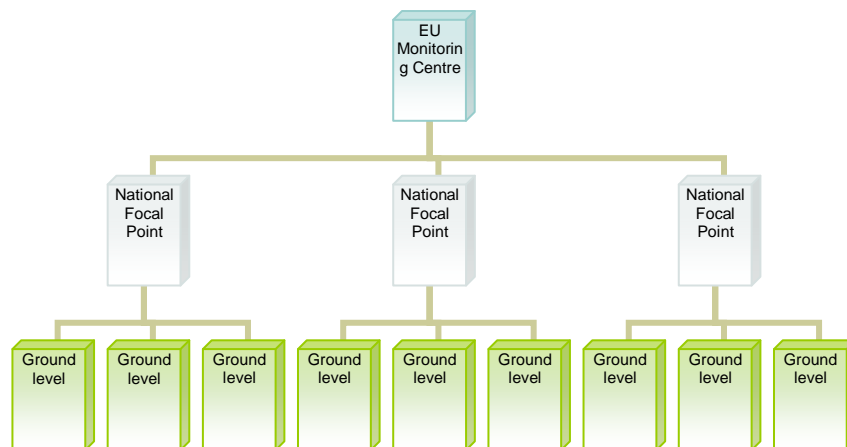 EU
Monitorin
g Centre
National
Focal
Point
National
Focal
Point
National
Focal
Point
Ground
level
Ground
level
Ground
level
Ground
level
Ground
level
Ground
level
Ground
level
Ground
level
Ground
level